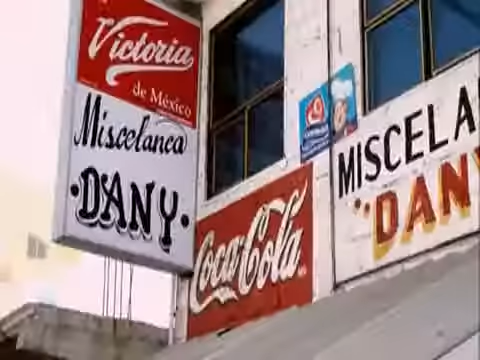 Victoria
de México
Miscelanea
·DANY·
Coca-Cola
MISCELA
DANY